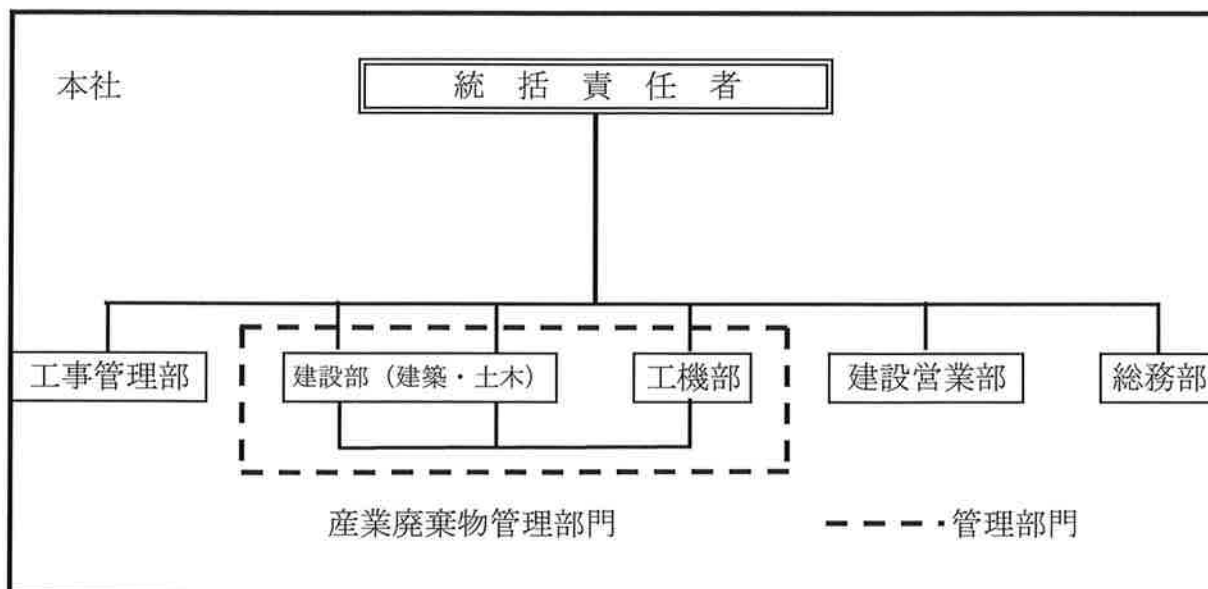 本社
統括責任者
工事管理部
建設部（建築・土木）
工機部
建設営業部
総務部
産業廃棄物管理部門
管理部門